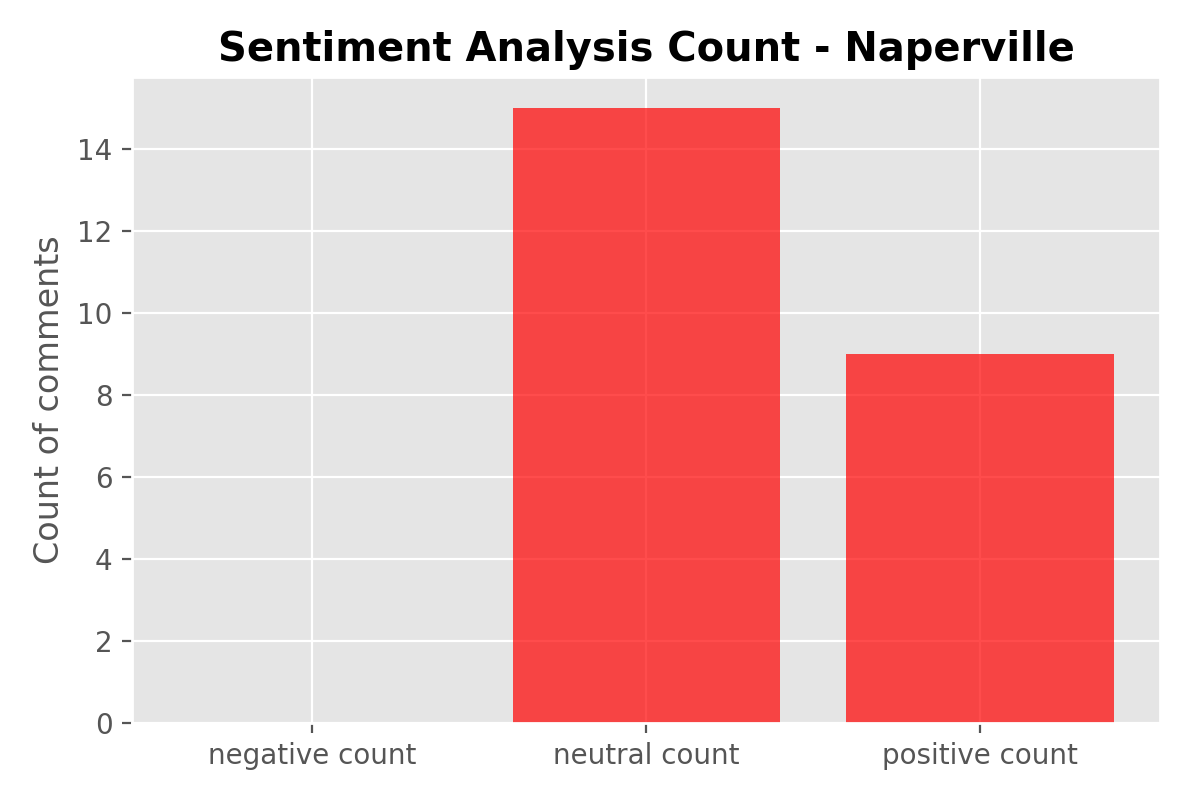 Sentiment Analysis Count - Naperville
Count of comments
14
12
10
8
6
4
2
0
negative count
neutral count
positive count